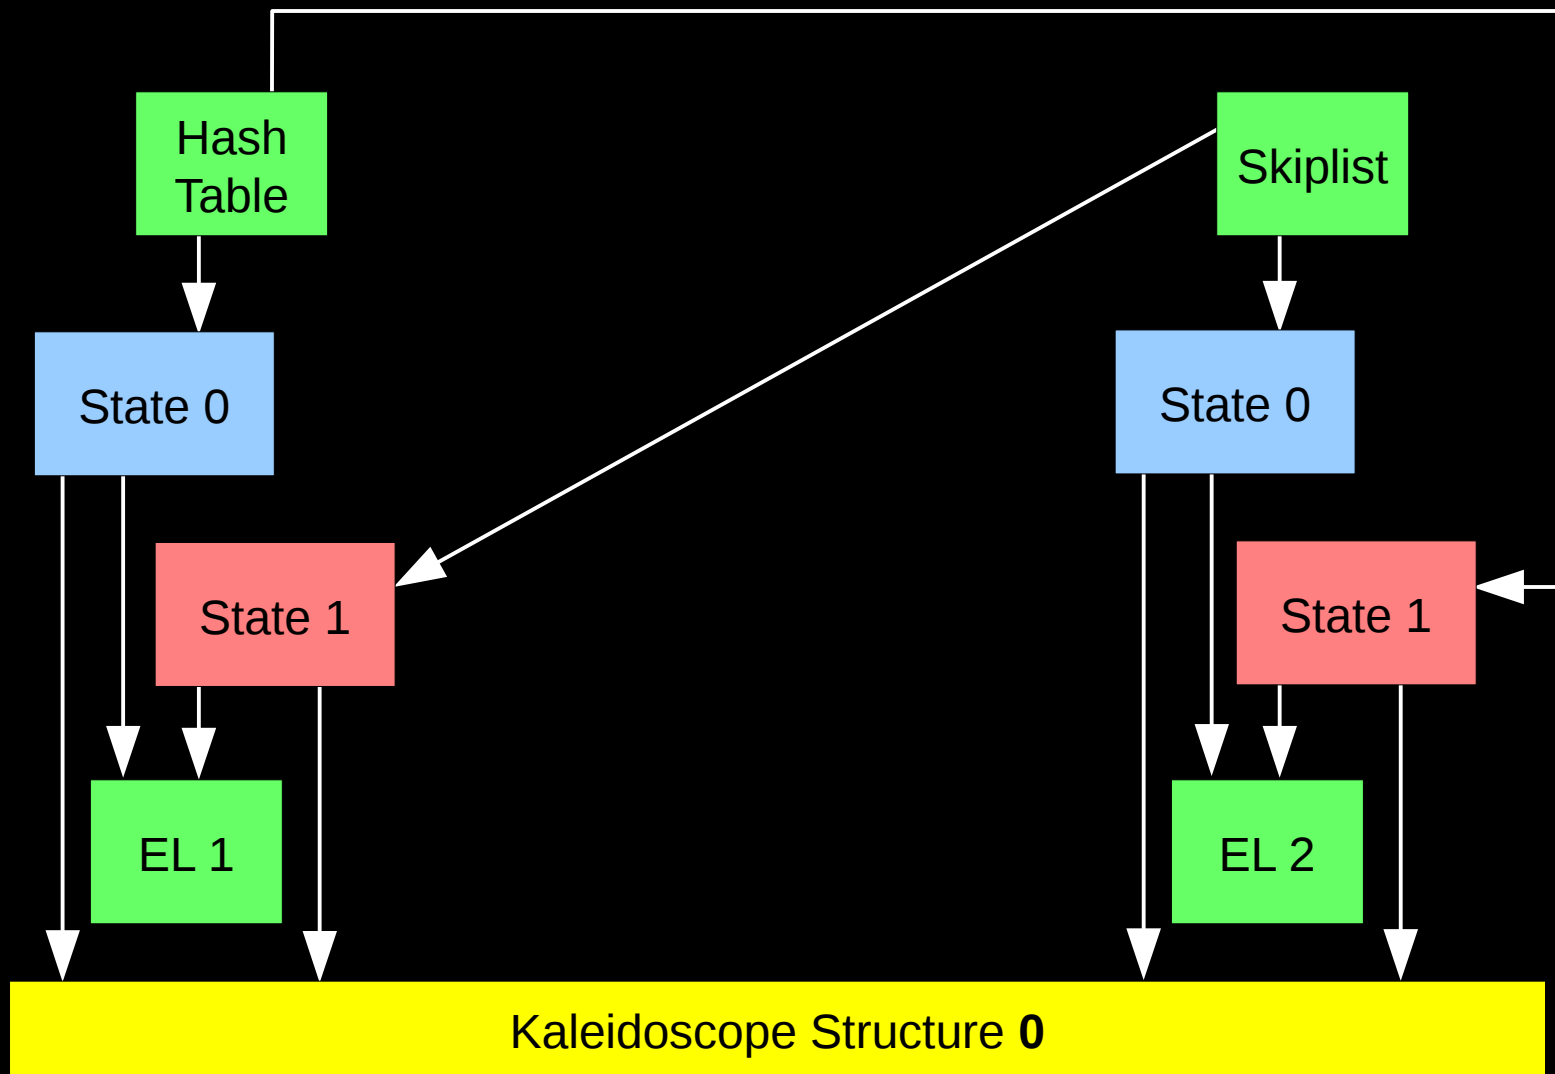 Hash
Table
Skiplist
State 0
State 0
State 1
State 1
EL 1
EL 2
Kaleidoscope Structure 0